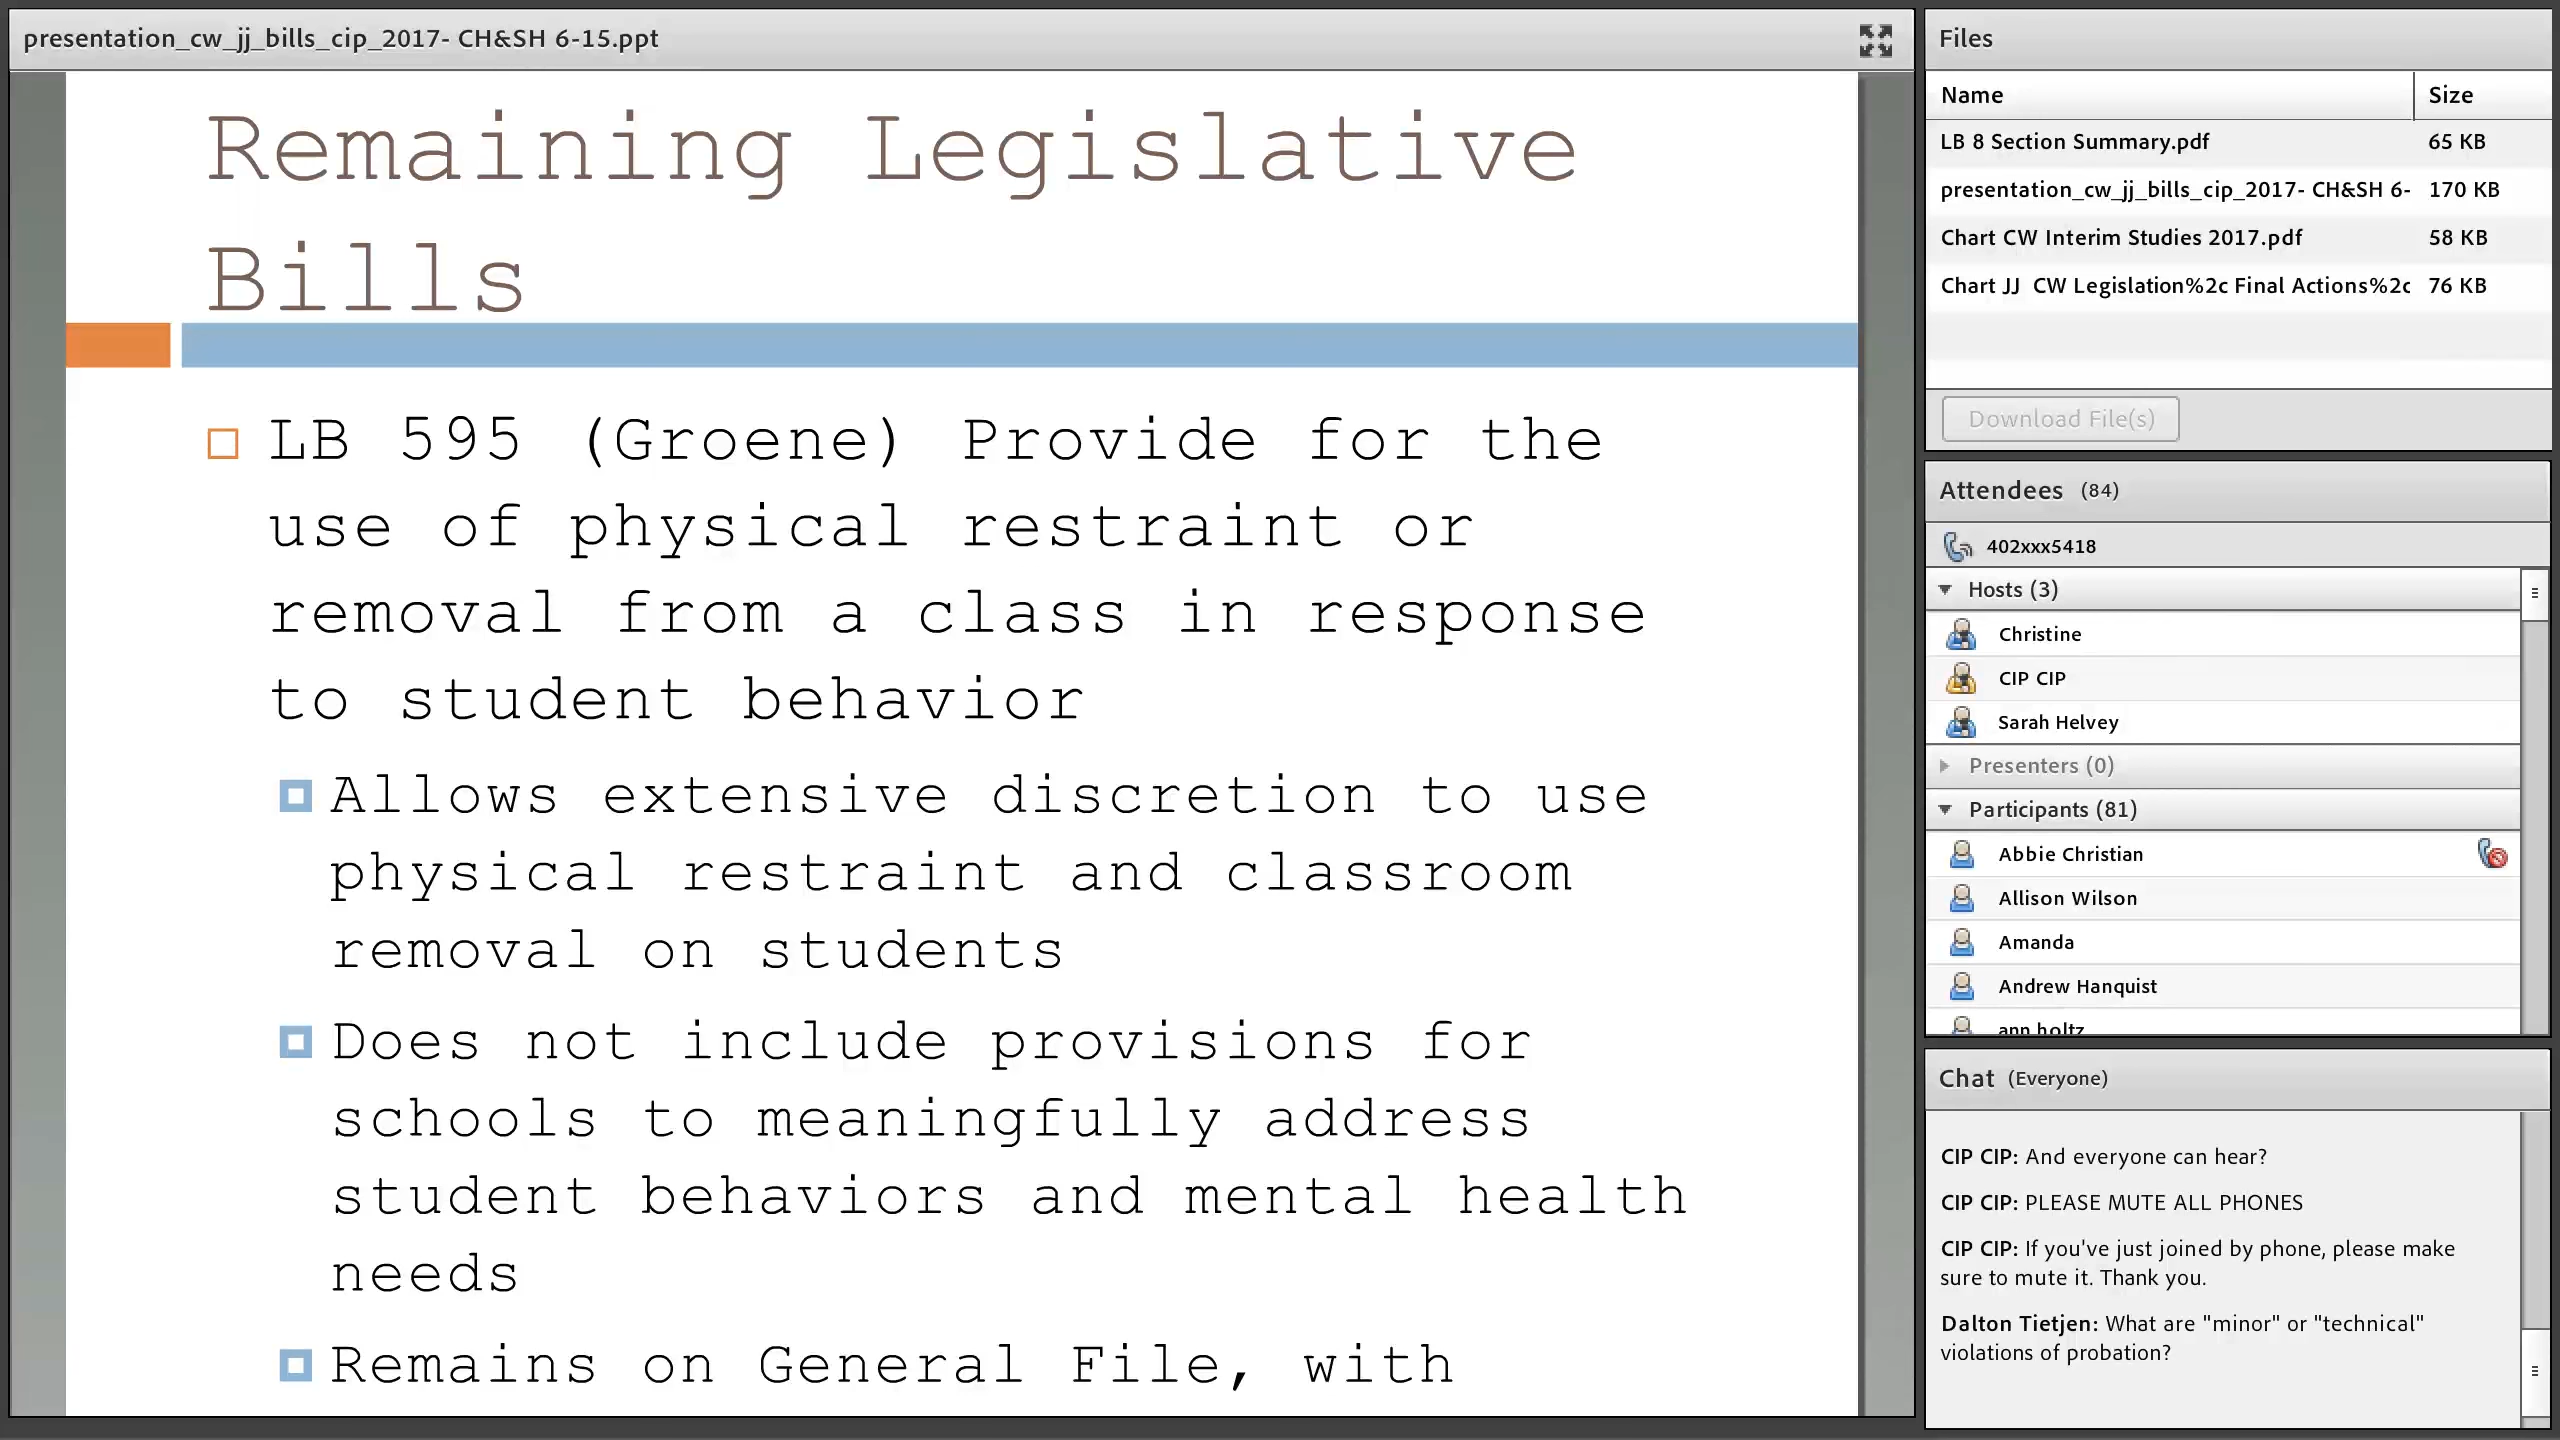 presentation_cw_jj_bills_cip_2017- CH&SH 6-15.ppt
Remaining Legislative
Bills
LB 595 (Groene) Provide for the
use of physical restraint or
removal from a class in response
to student behavior
Allows extensive discretion to use
physical restraint and classroom
removal on students
Does not include provisions for
schools to meaningfully address
student behaviors and mental health
needs
Remains on General File, with
Files
Name Size
LB 8 Section Summary.pdf 65 KB
presentation_cw_jj_bills_cip_2017- CH&SH 6- 170 KB
Chart CW Interim Studies 2017.pdf 58 KB
Chart JJ  CW Legislation%2c Final Actions%2c 76 KB
Download File(s)
Attendees (84)
402xxx5418
Hosts (3)
Christine
CIP CIP
Sarah Helvey
Presenters (0)
Participants (81)
Abbie Christian
Allison Wilson
Amanda
Andrew Hanquist
ann holtz
Chat (Everyone)
CIP CIP: And everyone can hear?
CIP CIP: PLEASE MUTE ALL PHONES
CIP CIP: If you've just joined by phone, please make
sure to mute it. Thank you.
Dalton Tietjen: What are "minor" or "technical"
violations of probation?